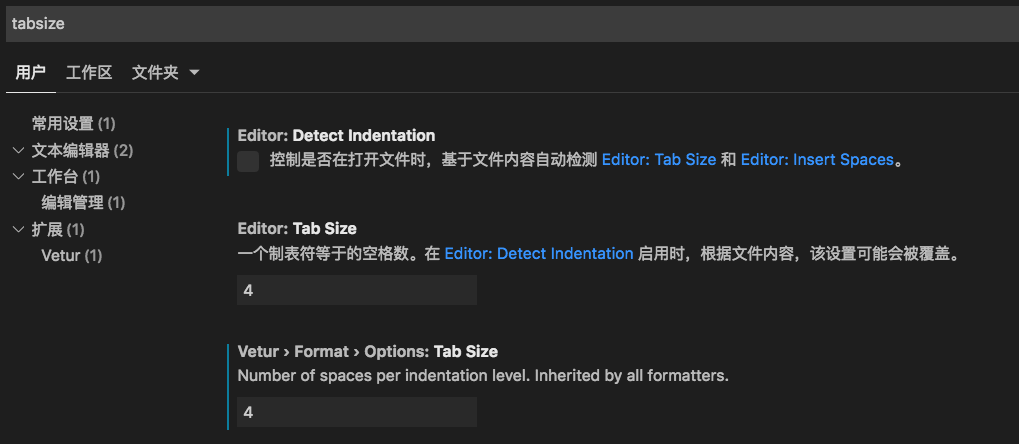 tabsize
用户 工作区 文件夹
常用设置 (1)
文本编辑器 (2)
工作台 (1)
编辑管理 (1)
扩展 (1)
Vetur (1)
Editor: Detect Indentation
控制是否在打开文件时，基于文件内容自动检测 Editor: Tab Size 和 Editor: Insert Spaces。
Editor: Tab Size
一个制表符等于的空格数。在 Editor: Detect Indentation 启用时，根据文件内容，该设置可能会被覆盖。
4
Vetur › Format › Options: Tab Size
Number of spaces per indentation level. Inherited by all formatters.
4